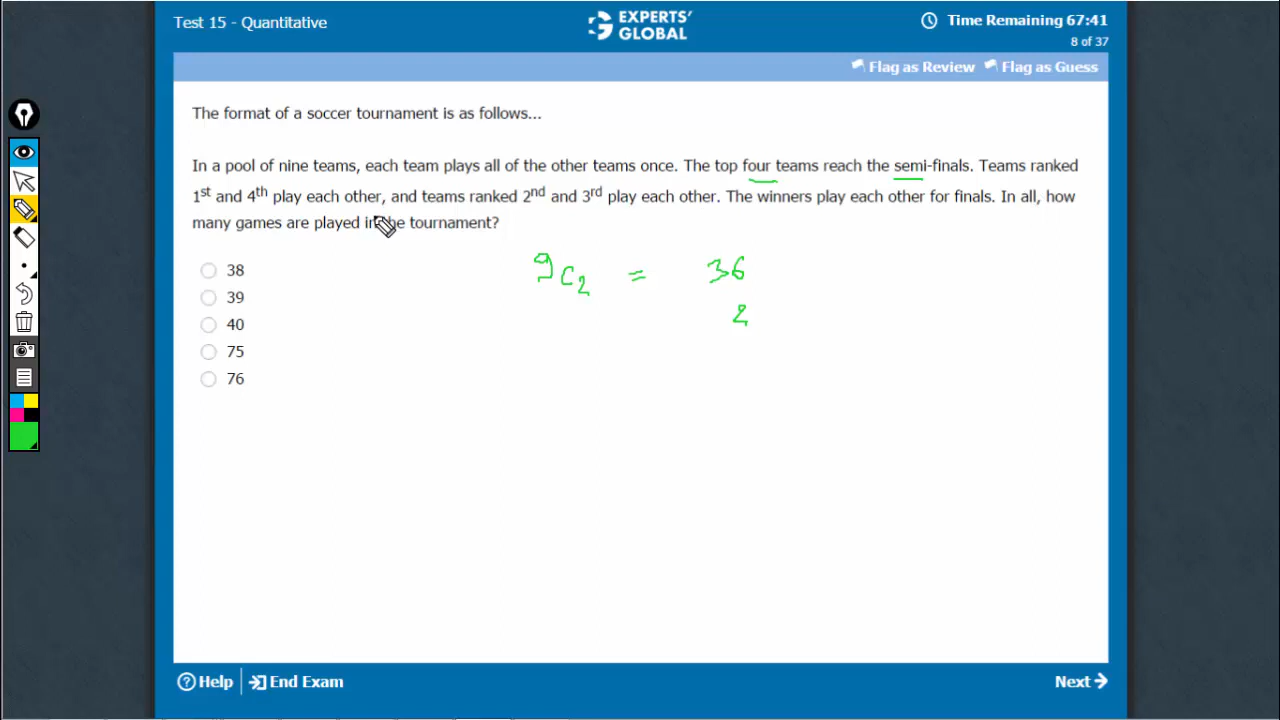 Test 15 - Quantitative
EXPERTS'
GLOBAL
Time Remaining 67:41
8 of 37
Flag as Review
Flag as Guess
The format of a soccer tournament is as follows...
In a pool of nine teams, each team plays all of the other teams once. The top four teams reach the semi-finals. Teams ranked
1st and 4th play each other, and teams ranked 2nd and 3rd play each other. The winners play each other for finals. In all, how
many games are played in the tournament?
38
39
40
75
76
9C2 = 36
2
Help
End Exam
Next